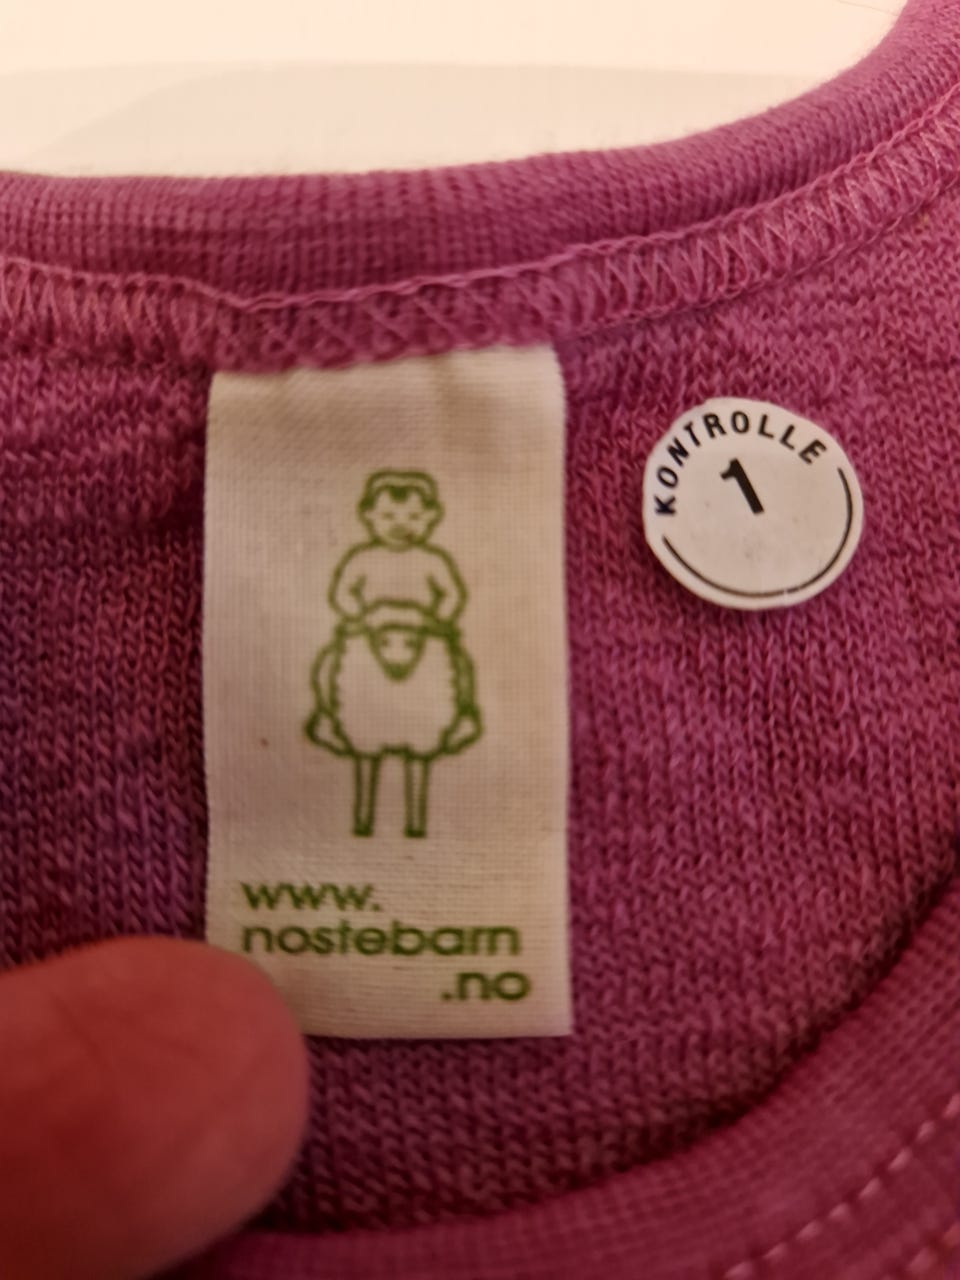 KONTROLLE
1
www.
nostebarn
.no